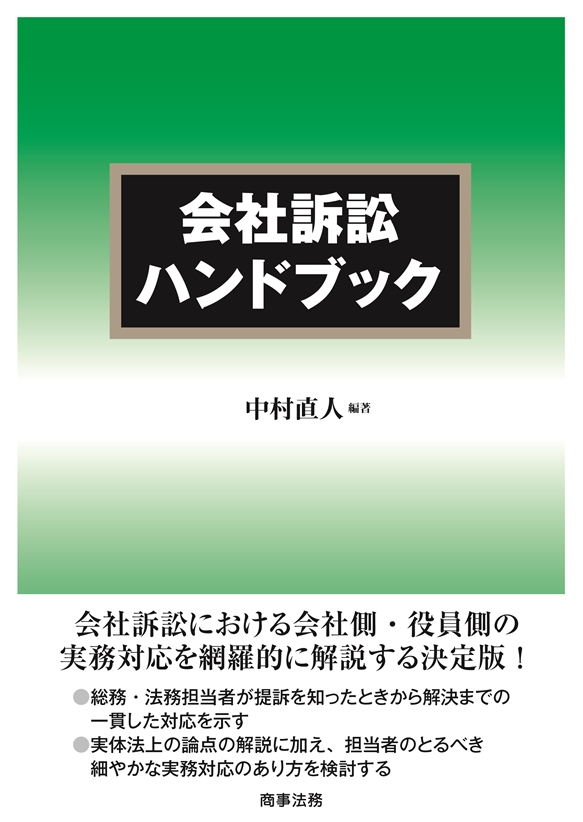 会社訴訟
ハンドブック
中村直人 編著
会社訴訟における会社側・役員側の
実務対応を網羅的に解説する決定版！
●総務・法務担当者が提訴を知ったときから解決までの
一貫した対応を示す
●実体法上の論点の解説に加え、担当者のとるべき
細やかな実務対応のあり方を検討する
商事法務